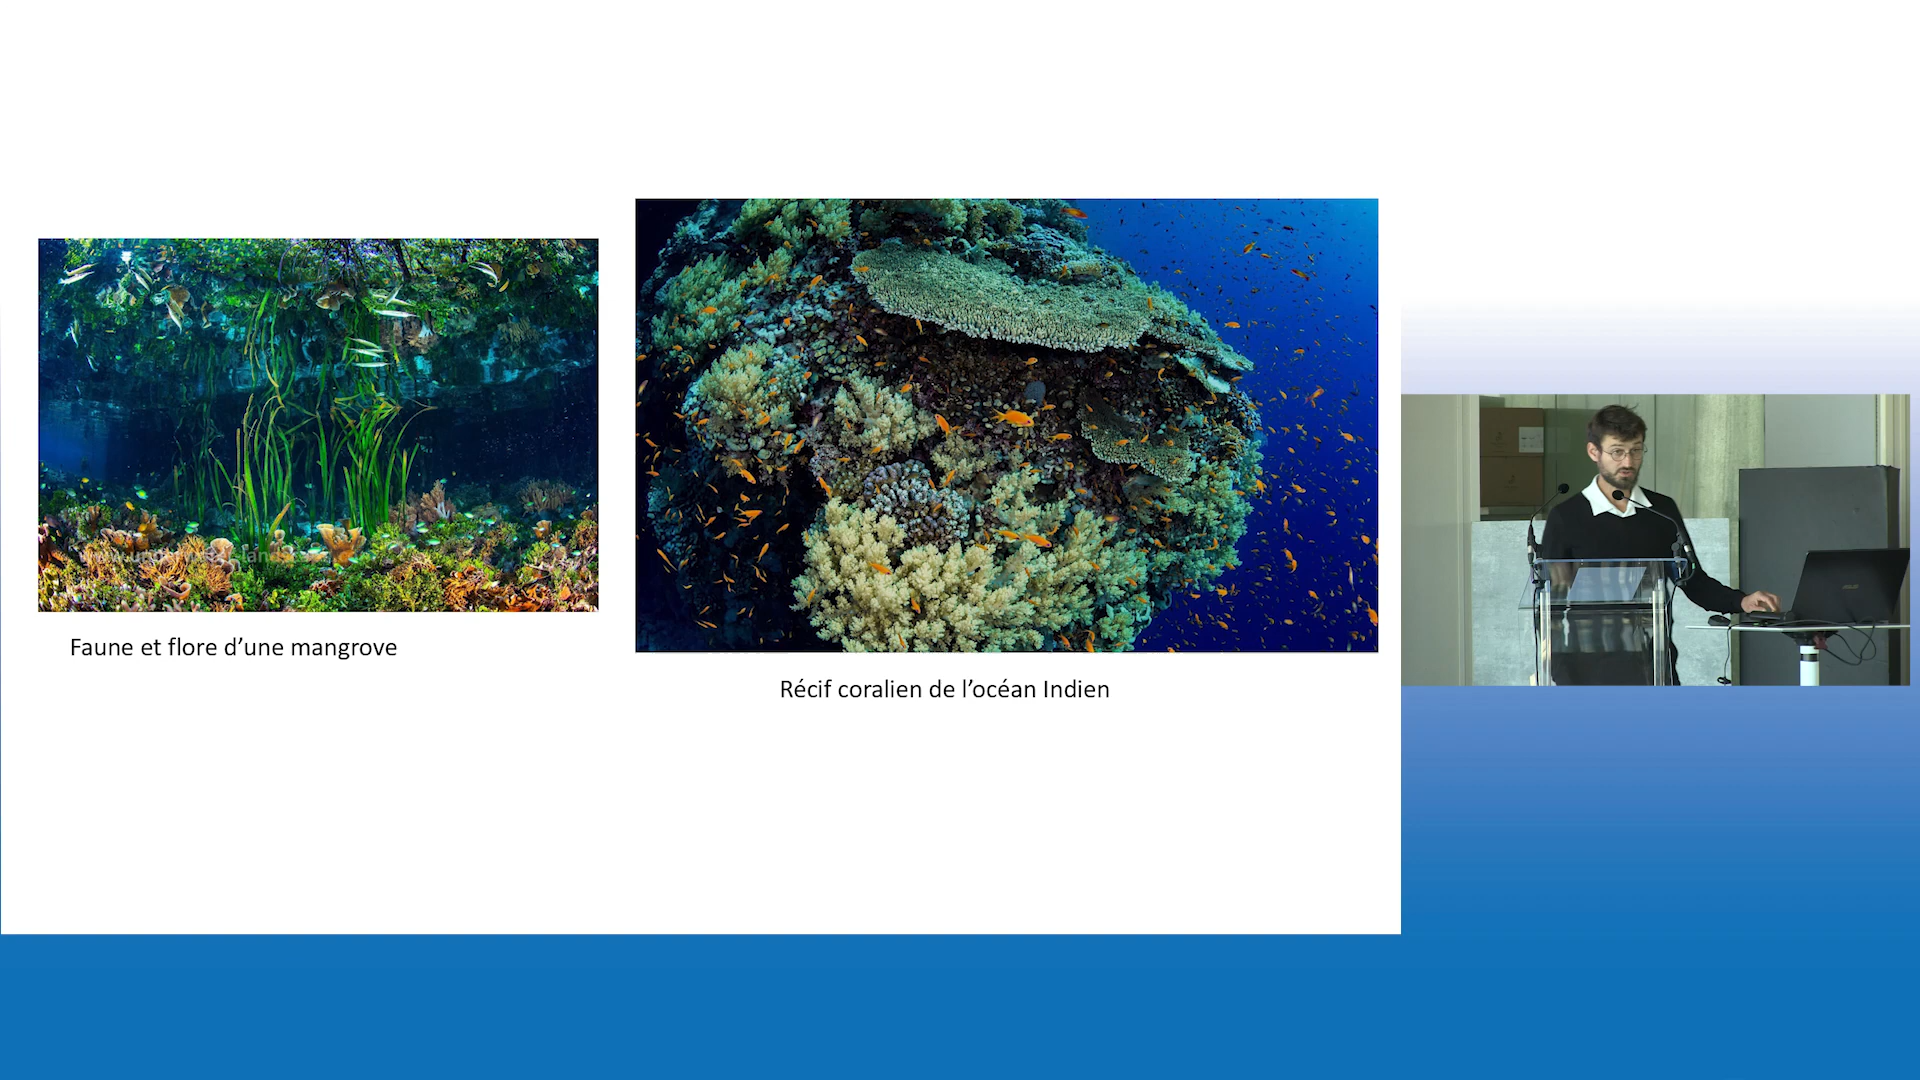 Faune et flore d’une mangrove
Récif coralien de l’océan Indien